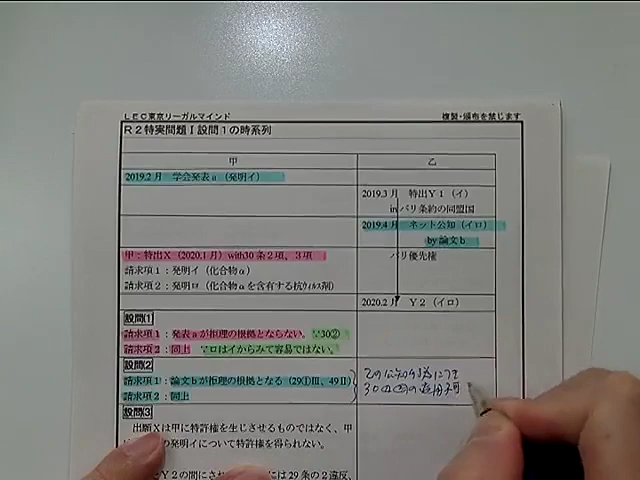 LEC東京リーガルマインド
複製・頒布を禁じます
R2特実問題Ⅰ設問1の時系列
甲
乙
2019.2月 学会発表a（発明イ）
2019.3月 特出Y1（イ）
inパリ条約の同盟国
2019.4月 ネット公知（イロ）
by論文b
甲：特出X（2020.1月）with30条2項、3項
パリ優先権
請求項1：発明イ（化合物α）
請求項2：発明ロ（化合物αを含有する抗ウィルス剤）
2020.2月 Y2（イロ）
設問(1)
請求項1：発表aが拒理の根拠とならない。∵30②
請求項2：同上 ∵ロはイからみて容易ではない。
設問(2)
請求項1：論文bが拒理の根拠となる（29①Ⅲ、49Ⅱ）
請求項2：同上
乙の公知行為について
30の適用不可
設問(3)
出願Xは甲に特許権を生じさせるものではなく、甲
発明イについて特許権を得られない。
Y2の間にさ
には29条の2違反、